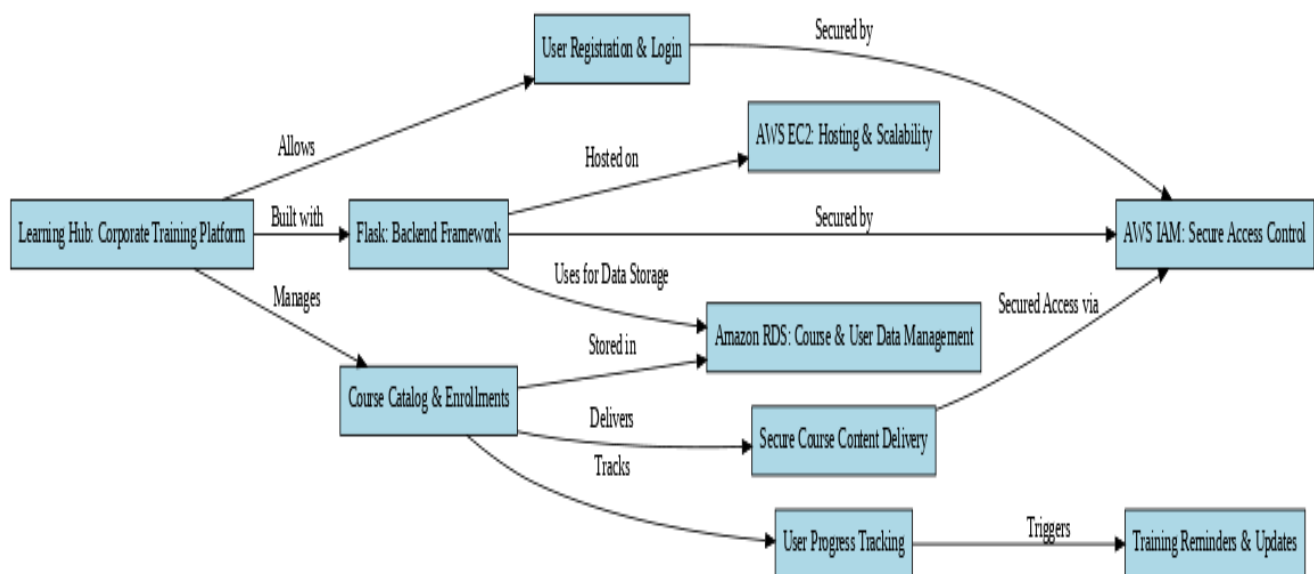 User Registration & Login
Secured by
AWS EC2: Hosting & Scalability
Hosted on
Allows
Learning Hub: Corporate Training Platform
Built with
Flask: Backend Framework
Secured by
AWS IAM: Secure Access Control
Uses for Data Storage
Manages
Stored in
Amazon RDS: Course & User Data Management
Secured Access via
Course Catalog & Enrollments
Delivers
Secure Course Content Delivery
Tracks
User Progress Tracking
Triggers
Training Reminders & Updates